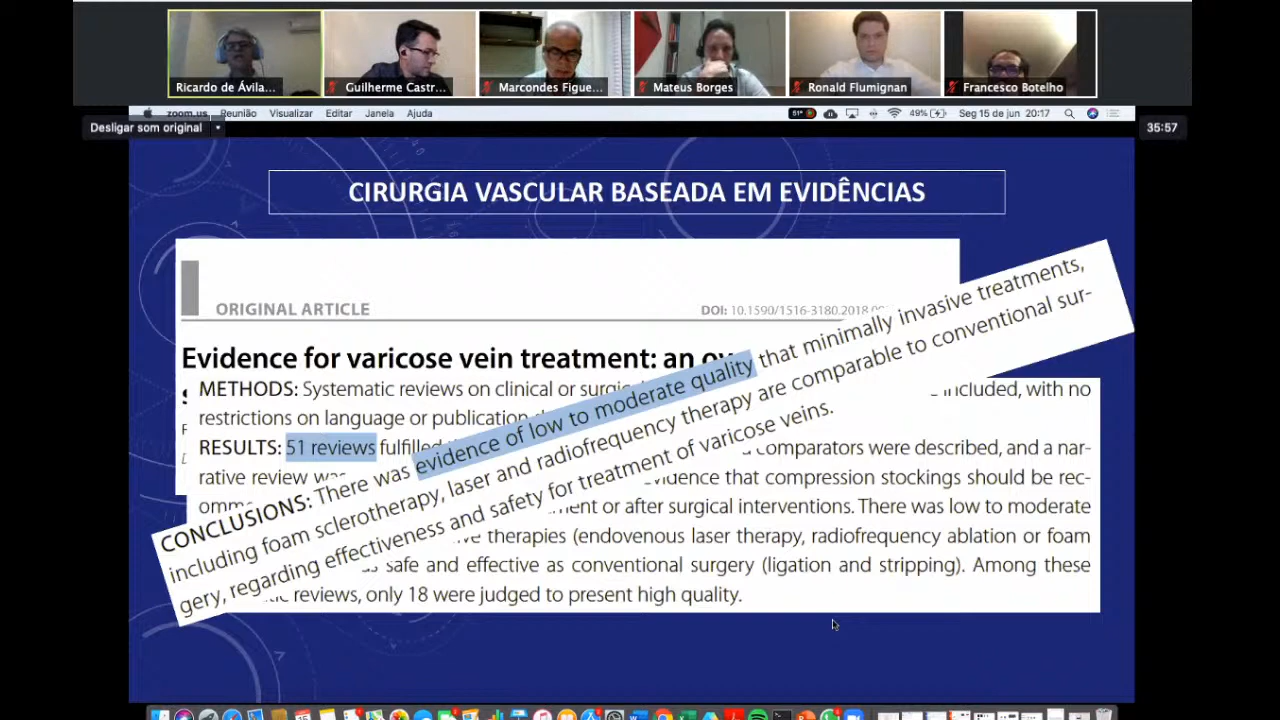 Ricardo de Ávila...
Guilherme Castr...
Marcondes Figue...
Mateus Borges
Ronald Flumignan
Francesco Botelho
zoom.us Reunião Visualizar Editar Janela Ajuda
51° 49% Seg 15 de jun 20:17
Desligar som original
35:57
CIRURGIA VASCULAR BASEADA EM EVIDÊNCIAS
ORIGINAL ARTICLE
DOI: 10.1590/1516-3180.2018
Evidence for varicose vein treatment: an ov
METHODS: Systematic reviews on clinical or surgic
included, with no
restrictions on language or publication
RESULTS: 51 reviews fulfilled
comparators were described, and a nar-
rative review
evidence that compression stockings should be rec-
omm
ment or after surgical interventions. There was low to moderate
therapies (endovenous laser therapy, radiofrequency ablation or foam
as safe and effective as conventional surgery (ligation and stripping). Among these
reviews, only 18 were judged to present high quality.
CONCLUSIONS: There was evidence of low to moderate quality that minimally invasive treatments,
including foam sclerotherapy, laser and radiofrequency therapy are comparable to conventional sur-
gery, regarding effectiveness and safety for treatment of varicose veins.